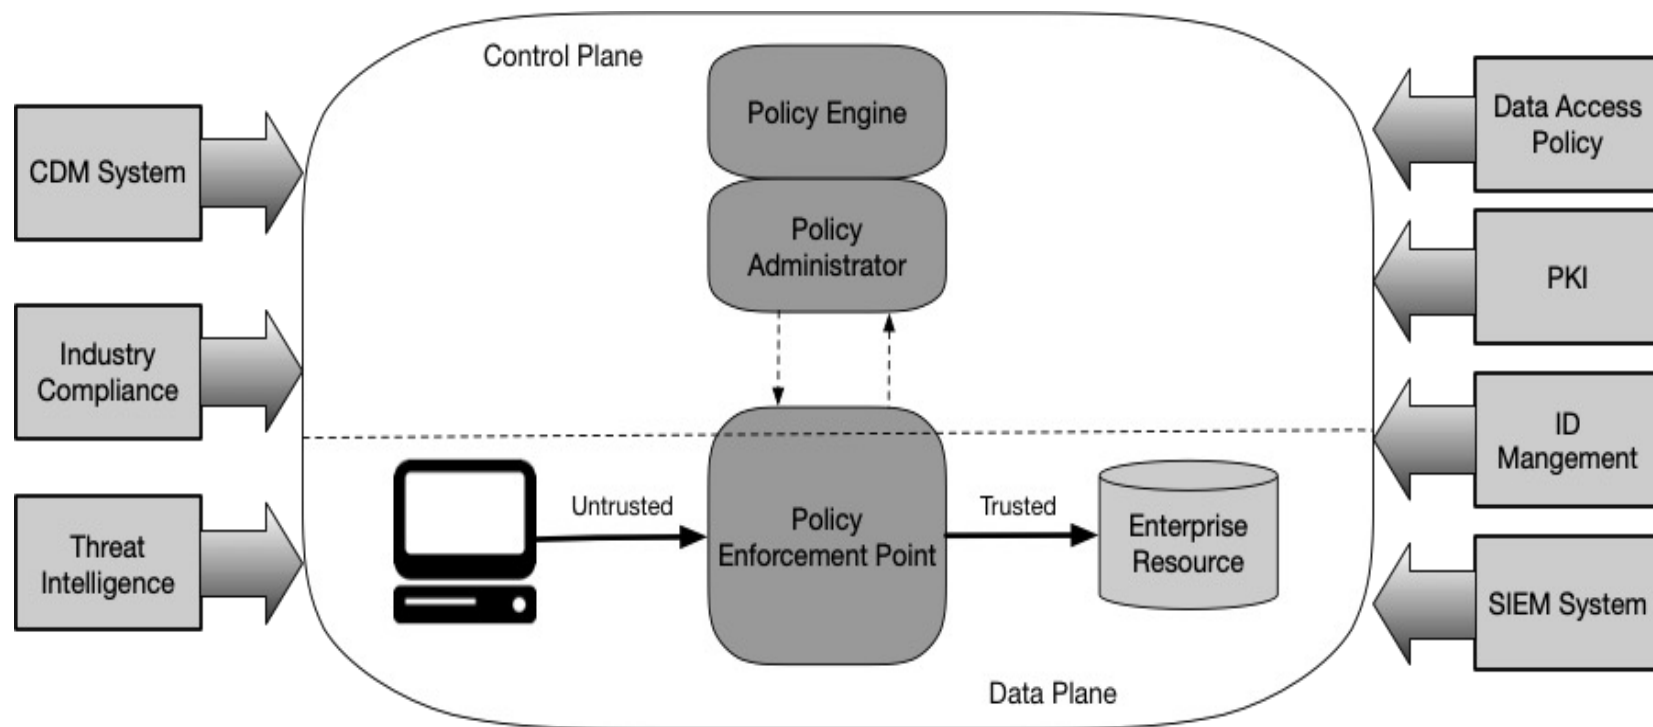 Control Plane
Policy Engine
Policy
Administrator
CDM System
Industry
Compliance
Threat
Intelligence
Untrusted
Policy
Enforcement Point
Trusted
Enterprise
Resource
Data Plane
Data Access
Policy
PKI
ID
Mangement
SIEM System